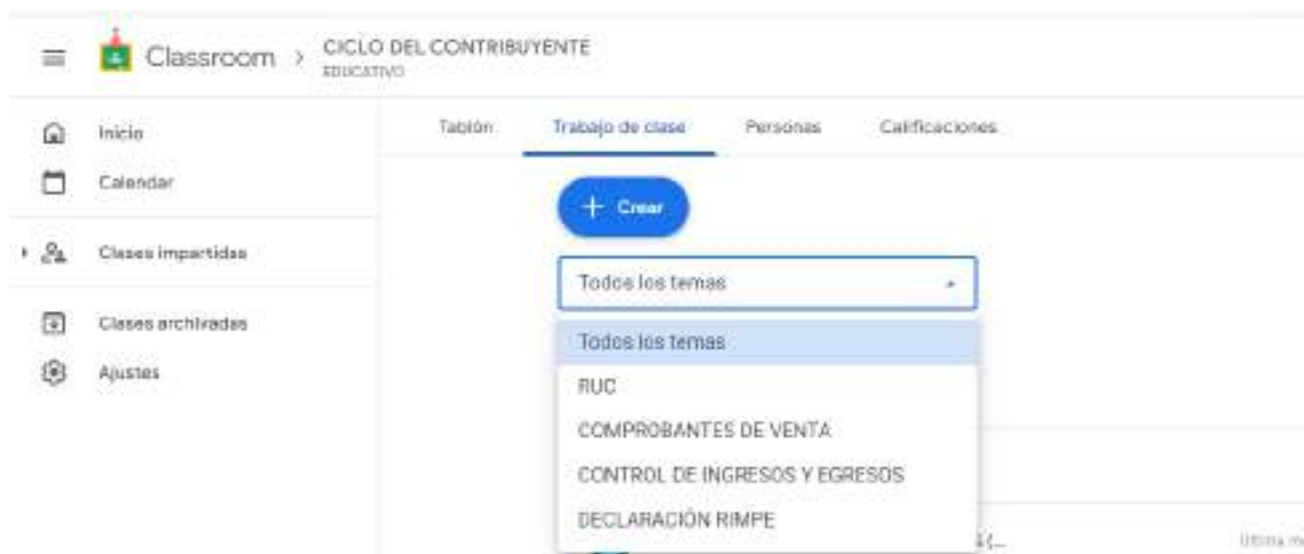 Classroom > CICLO DEL CONTRIBUYENTE
EDUCATIVO
Inicio
Calendar
Clases impartidas
Clases archivadas
Ajustes
Tablón Trabajo de clase Personas Calificaciones
+ Crear
Todos los temas
Todos los temas
RUC
COMPROBANTES DE VENTA
CONTROL DE INGRESOS Y EGRESOS
DECLARACIÓN RIMPE
Última